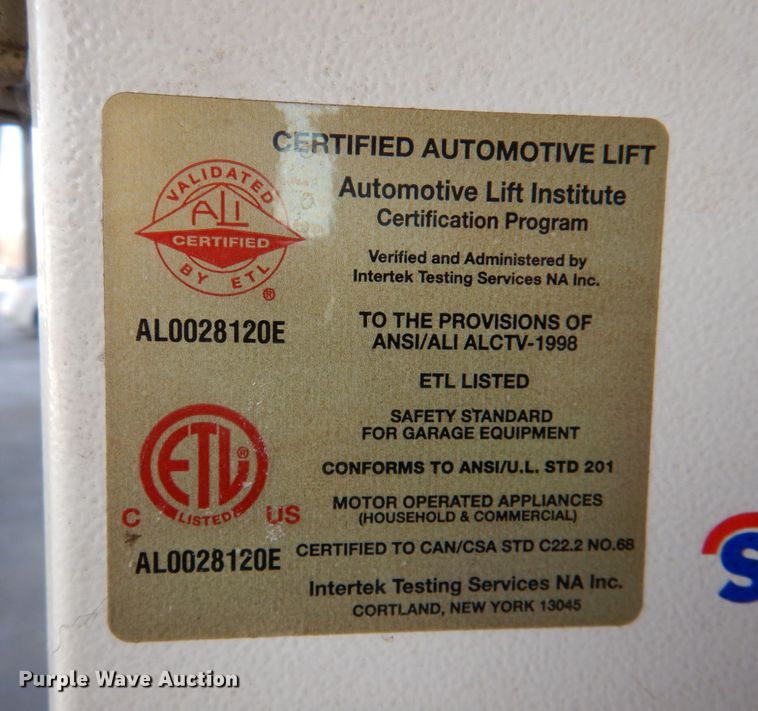 CERTIFIED AUTOMOTIVE LIFT
VALIDATED
ALI
CERTIFIED
BY ETL
®
AL0028120E
Automotive Lift Institute
Certification Program
Verified and Administered by
Intertek Testing Services NA Inc.
TO THE PROVISIONS OF
ANSI/ALI ALCTV-1998
ETL LISTED
SAFETY STANDARD
FOR GARAGE EQUIPMENT
CONFORMS TO ANSI/U.L. STD 201
ETL®
LISTED
C US
AL0028120E
MOTOR OPERATED APPLIANCES
(HOUSEHOLD & COMMERCIAL)
CERTIFIED TO CAN/CSA STD C22.2 NO.68
Intertek Testing Services NA Inc.
CORTLAND, NEW YORK 13045
S
Purple Wave Auction